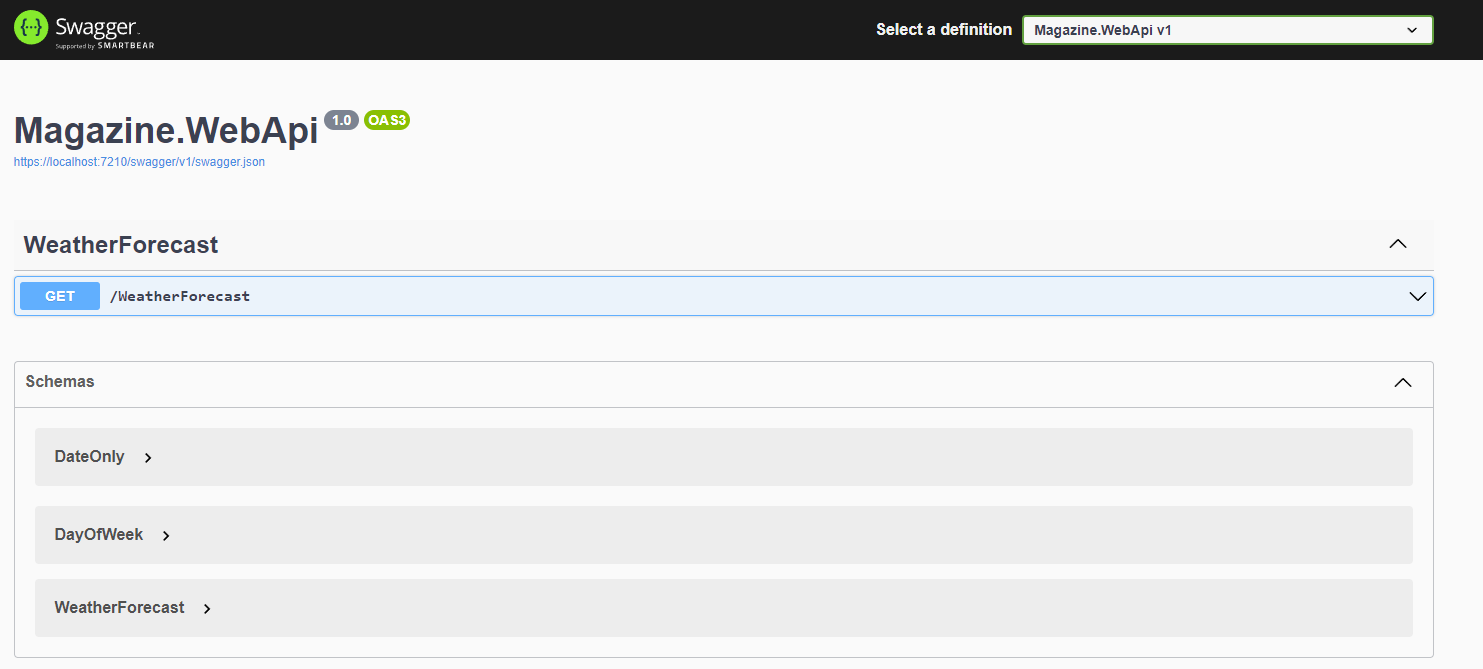 Swagger.
Supported by SMARTBEAR
Select a definition
Magazine.WebApi v1
Magazine.WebApi 1.0 OAS3
https://localhost:7210/swagger/v1/swagger.json
WeatherForecast
GET /WeatherForecast
Schemas
DateOnly
DayOfWeek
WeatherForecast